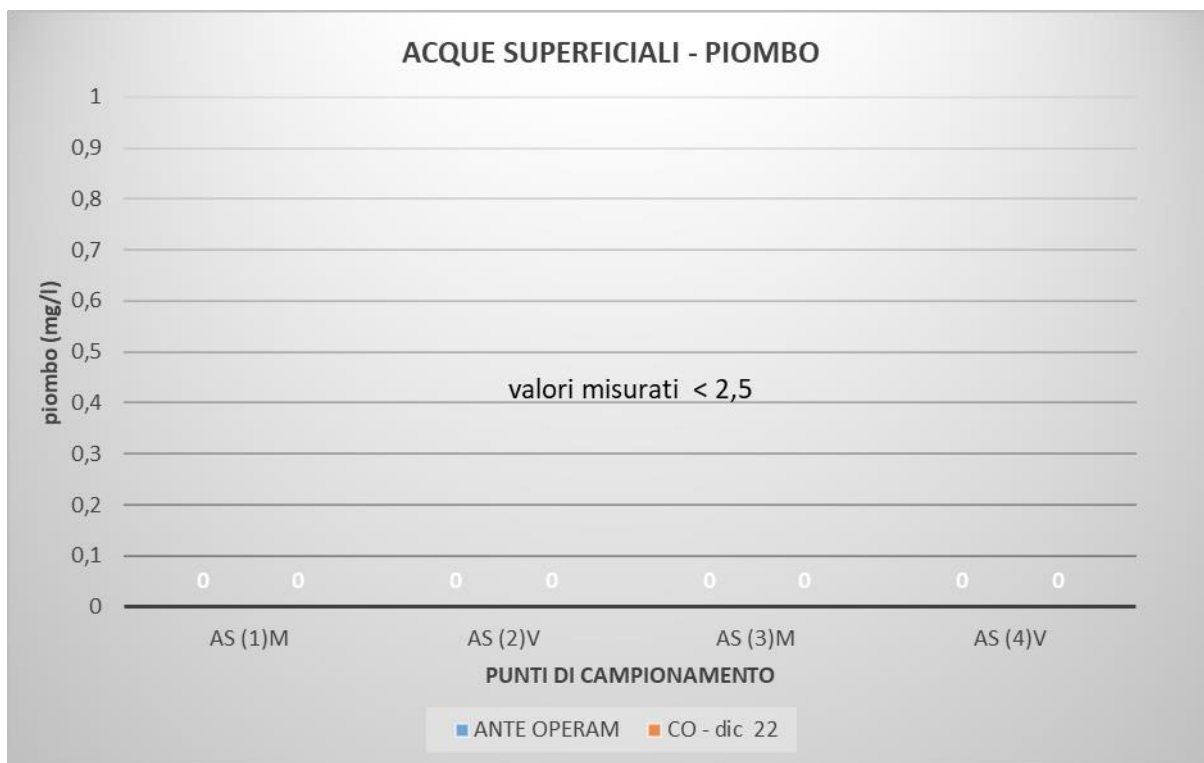 ACQUE SUPERFICIALI - PIOMBO
1
0,9
0,8
0,7
0,6
0,5
0,4
0,3
0,2
0,1
0
piombo (mg/l)
valori misurati < 2,5
0 0 0 0 0 0 0 0
AS (1)M AS (2)V AS (3)M AS (4)V
PUNTI DI CAMPIONAMENTO
ANTE OPERAM CO - dic 22